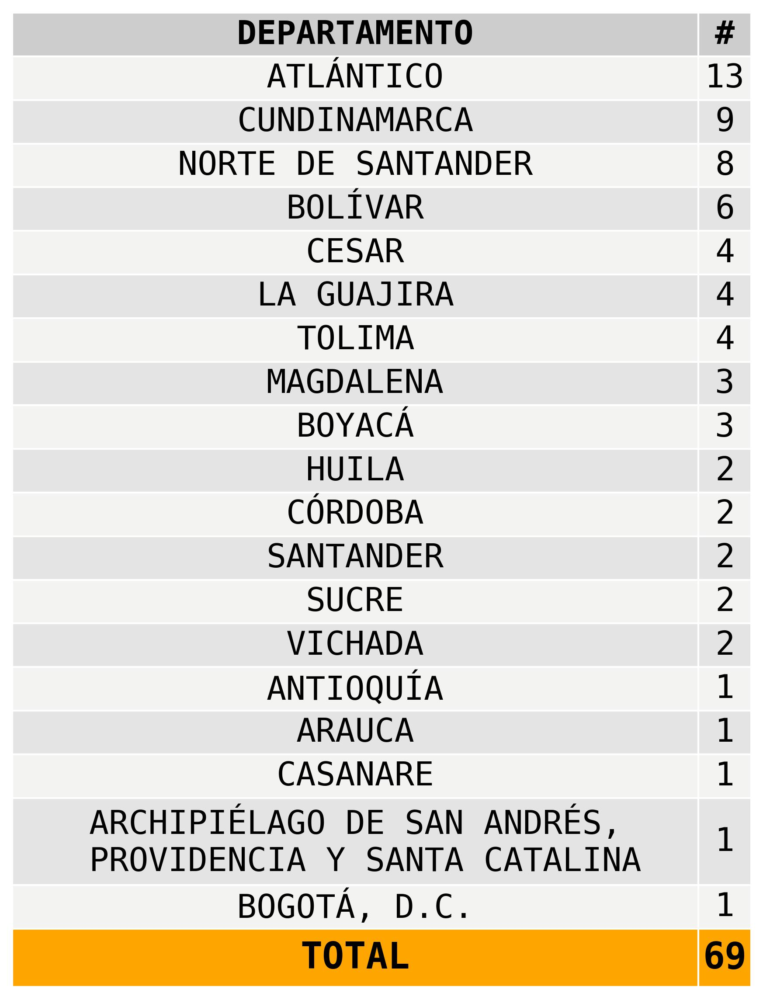 DEPARTAMENTO #
ATLÁNTICO 13
CUNDINAMARCA 9
NORTE DE SANTANDER 8
BOLÍVAR 6
CESAR 4
LA GUAJIRA 4
TOLIMA 4
MAGDALENA 3
BOYACÁ 3
HUILA 2
CÓRDOBA 2
SANTANDER 2
SUCRE 2
VICHADA 2
ANTIOQUÍA 1
ARAUCA 1
CASANARE 1
ARCHIPIÉLAGO DE SAN ANDRÉS,
PROVIDENCIA Y SANTA CATALINA 1
BOGOTÁ, D.C. 1
TOTAL 69